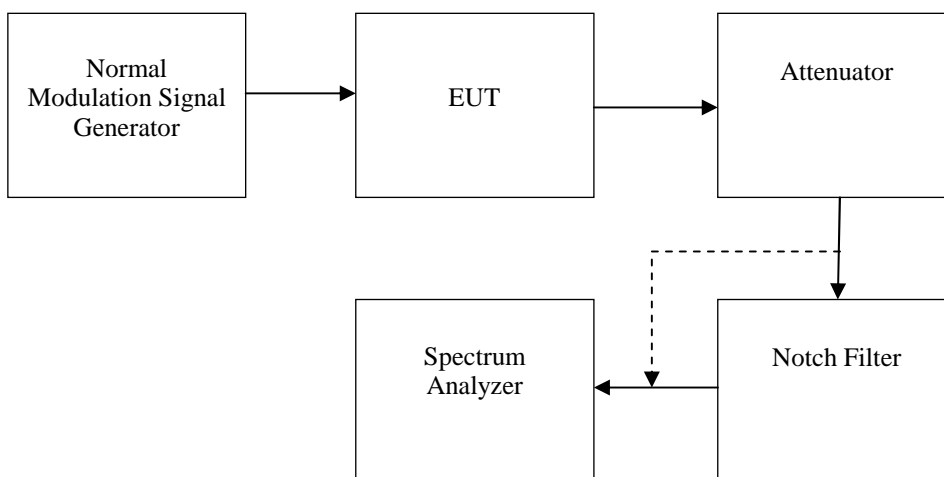 Normal
Modulation Signal
Generator
EUT
Attenuator
Spectrum
Analyzer
Notch Filter